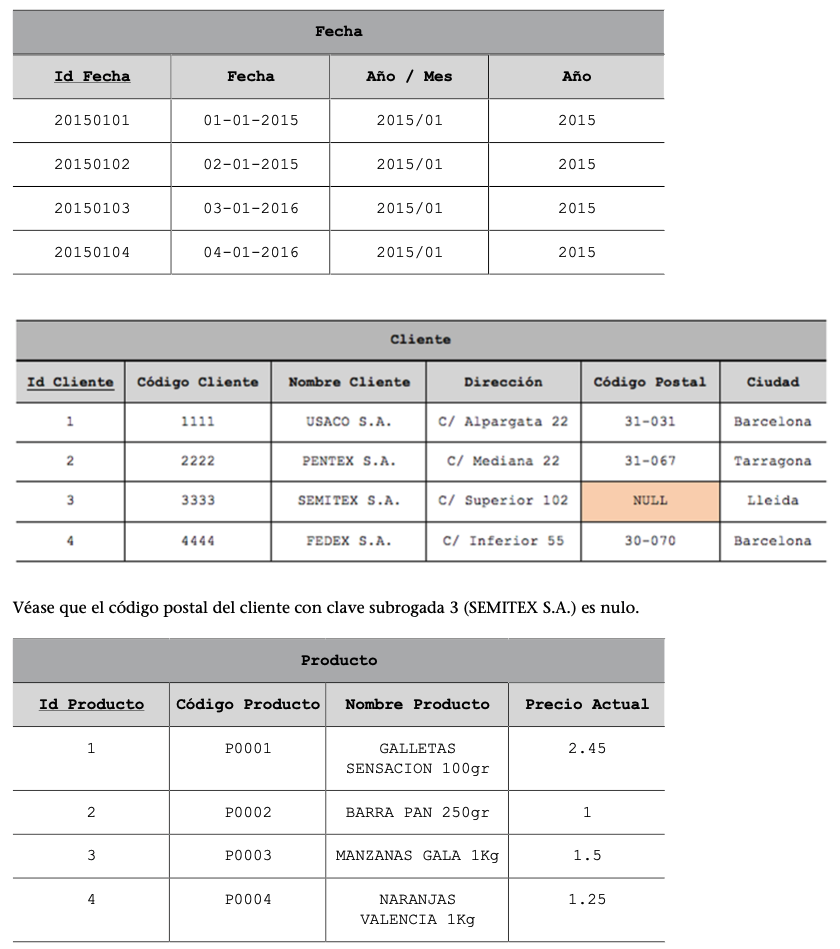 Fecha
Id Fecha Fecha Año / Mes Año
20150101 01-01-2015 2015/01 2015
20150102 02-01-2015 2015/01 2015
20150103 03-01-2016 2015/01 2015
20150104 04-01-2016 2015/01 2015
Cliente
Id Cliente Código Cliente Nombre Cliente Dirección Código Postal Ciudad
1 1111 USACO S.A. C/ Alpargata 22 31-031 Barcelona
2 2222 PENTEX S.A. C/ Mediana 22 31-067 Tarragona
3 3333 SEMITEX S.A. C/ Superior 102 NULL Lleida
4 4444 FEDEX S.A. C/ Inferior 55 30-070 Barcelona
Véase que el código postal del cliente con clave subrogada 3 (SEMITEX S.A.) es nulo.
Producto
Id Producto Código Producto Nombre Producto Precio Actual
1 P0001 GALLETAS 2.45
SENSACION 100gr
2 P0002 BARRA PAN 250gr 1
3 P0003 MANZANAS GALA 1Kg 1.5
4 P0004 NARANJAS 1.25
VALENCIA 1Kg